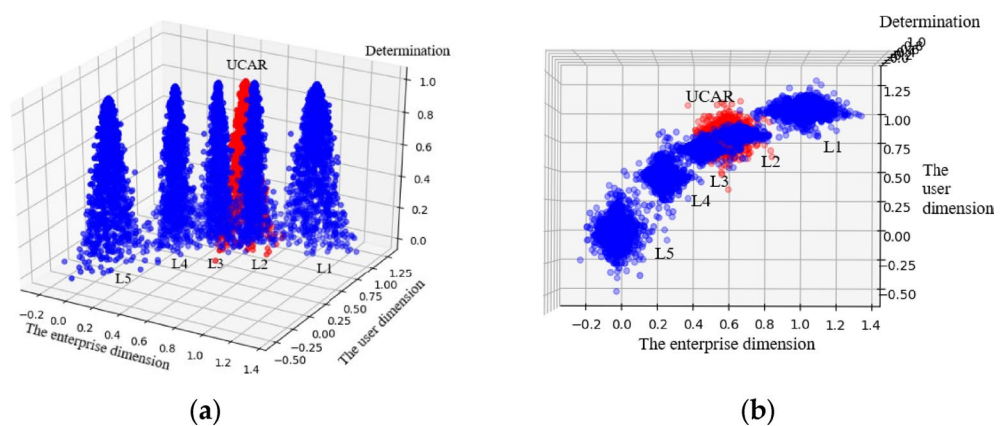 Determination
UCAR
1.0
0.8
0.6
0.4
0.2
0.0
L5
L4
L3
L2
L1
−0.2
0.0
0.2
0.4
0.6
0.8
1.0
1.2
1.4
The enterprise dimension
−0.50
−0.25
0.00
0.25
0.50
0.75
1.00
1.25
The user dimension
(a)
Determination
1.0
UCAR
L1
L2
L3
L4
L5
1.25
1.00
0.75
0.50
0.25
0.00
−0.25
−0.50
The
user
dimension
−0.2
0.0
0.2
0.4
0.6
0.8
1.0
1.2
1.4
The enterprise dimension
(b)